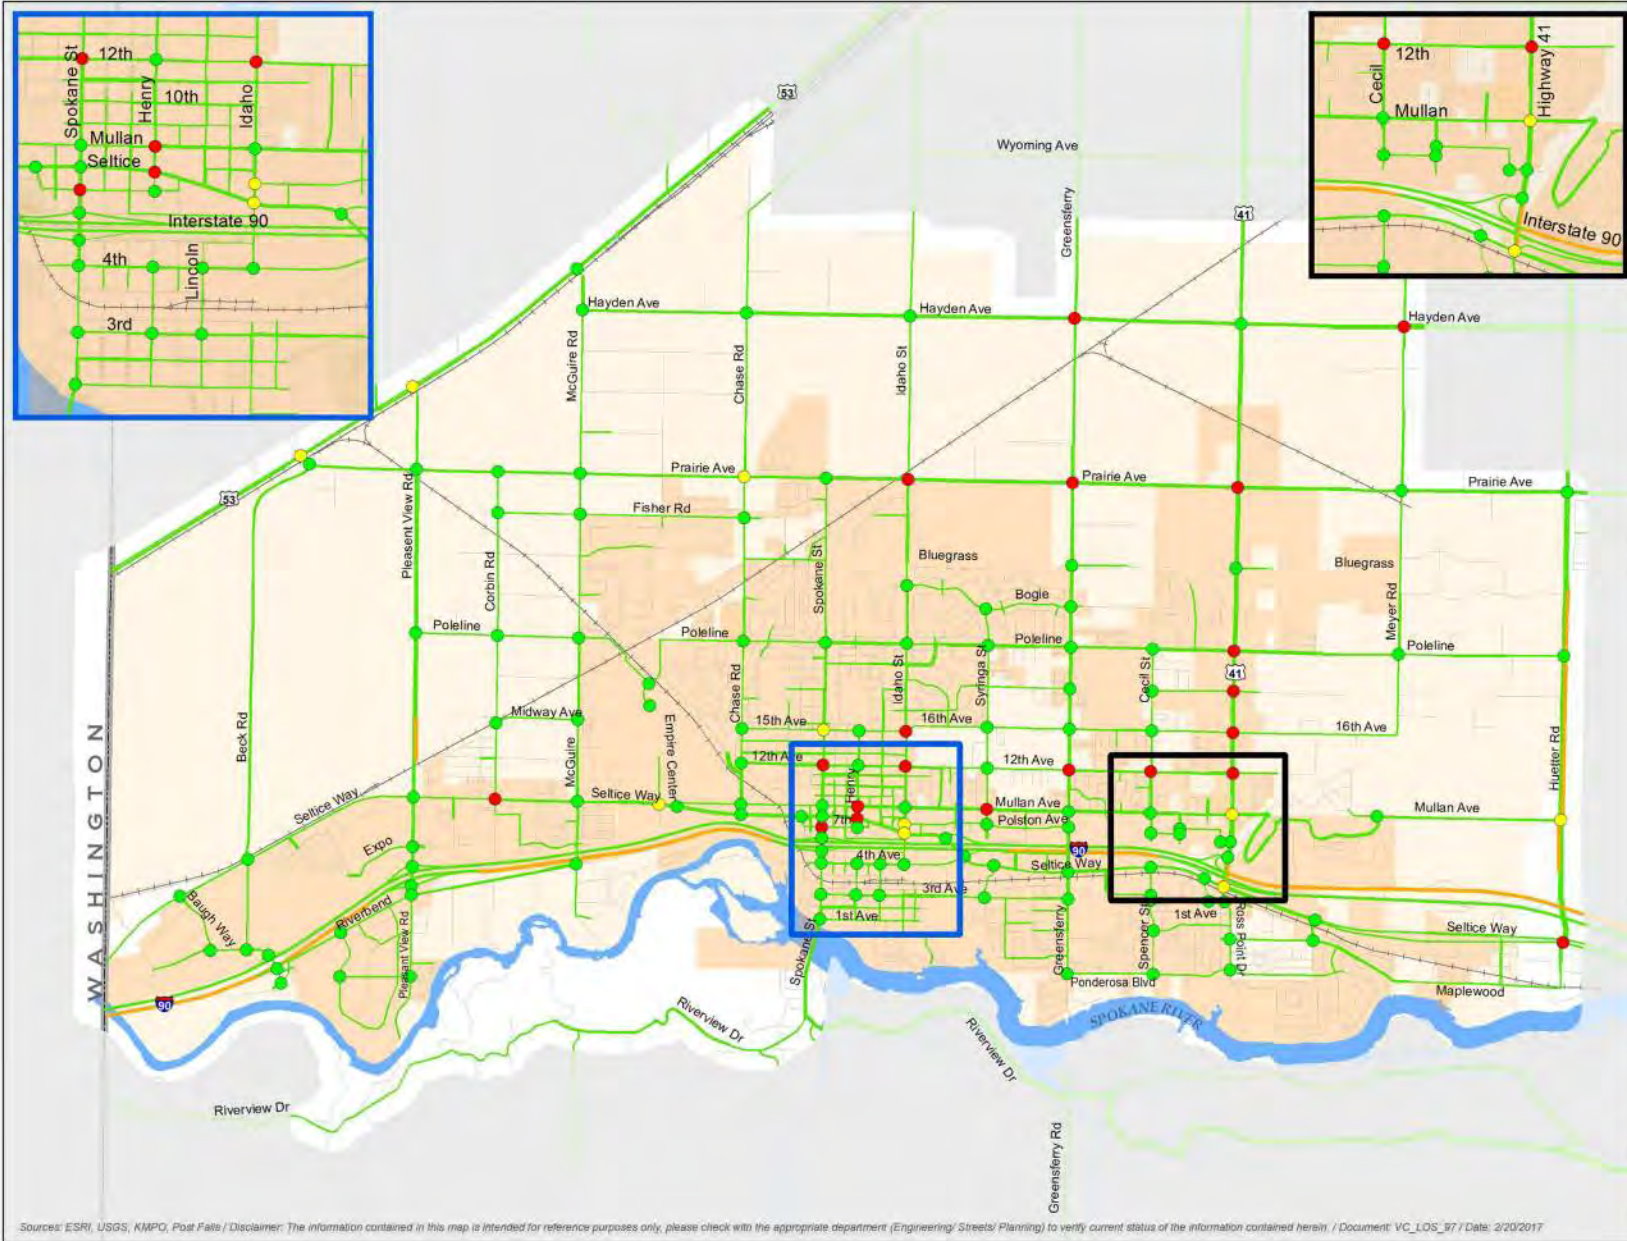 Spokane St
12th
Henry
10th
Idaho
Mullan
Seltice
Interstate 90
4th
Lincoln
3rd
12th
Cecil
Mullan
Highway 41
Interstate 90
53
Wyoming Ave
Greensferry
41
Hayden Ave
Hayden Ave
Hayden Ave
McGuire Rd
Chase Rd
Idaho St
53
Prairie Ave
Prairie Ave
Prairie Ave
Pleasent View Rd
Fisher Rd
Corbin Rd
Spokane St
Bluegrass
Bluegrass
Bogie
Meyer Rd
Poleline
Poleline
Poleline
Poleline
Chase Rd
Idaho St
Syringa St
Cecil St
41
Midway Ave
15th Ave
16th Ave
16th Ave
Beck Rd
McGuire
Empire Center
12th Ave
12th Ave
Huetter Rd
WASHINGTON
Seltice Way
Seltice Way
Henry
Mullan Ave
Mullan Ave
7th
Polston Ave
Expo
4th Ave
90
Seltice Way
3rd Ave
Baugh Way
Riverbend
1st Ave
1st Ave
Pleasant View Rd
Spokane St
Greensferry
Spencer St
Ross Point Dr
Seltice Way
90
Ponderosa Blvd
Maplewood
SPOKANE RIVER
Riverview Dr
Riverview Dr
Riverview Dr
Greensferry Rd
Sources: ESRI, USGS, KMPO, Post Falls / Disclaimer: The information contained in this map is intended for reference purposes only, please check with the appropriate department (Engineering/ Streets/ Planning) to verify current status of the information contained herein. / Document: VC_LOS_97 / Date: 2/20/2017